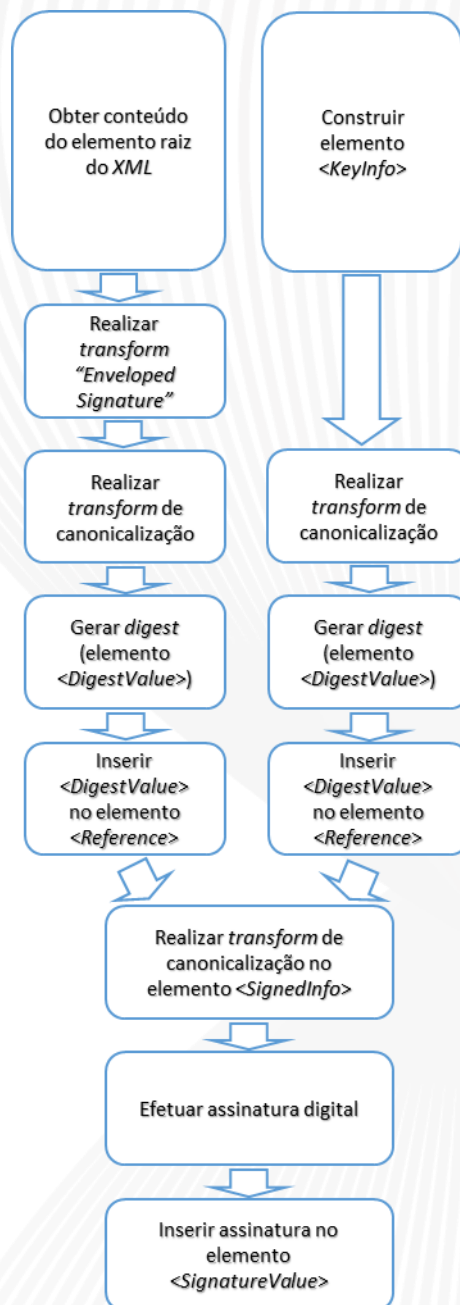 Obter conteúdo
do elemento raiz
do XML
Construir
elemento
<KeyInfo>
Realizar
transform
“Enveloped
Signature”
Realizar
transform de
canonicalização
Realizar
transform de
canonicalização
Gerar digest
(elemento
<DigestValue>)
Gerar digest
(elemento
<DigestValue>)
Inserir
<DigestValue>
no elemento
<Reference>
Inserir
<DigestValue>
no elemento
<Reference>
Realizar transform de
canonicalização no
elemento <SignedInfo>
Efetuar assinatura digital
Inserir assinatura no
elemento
<SignatureValue>